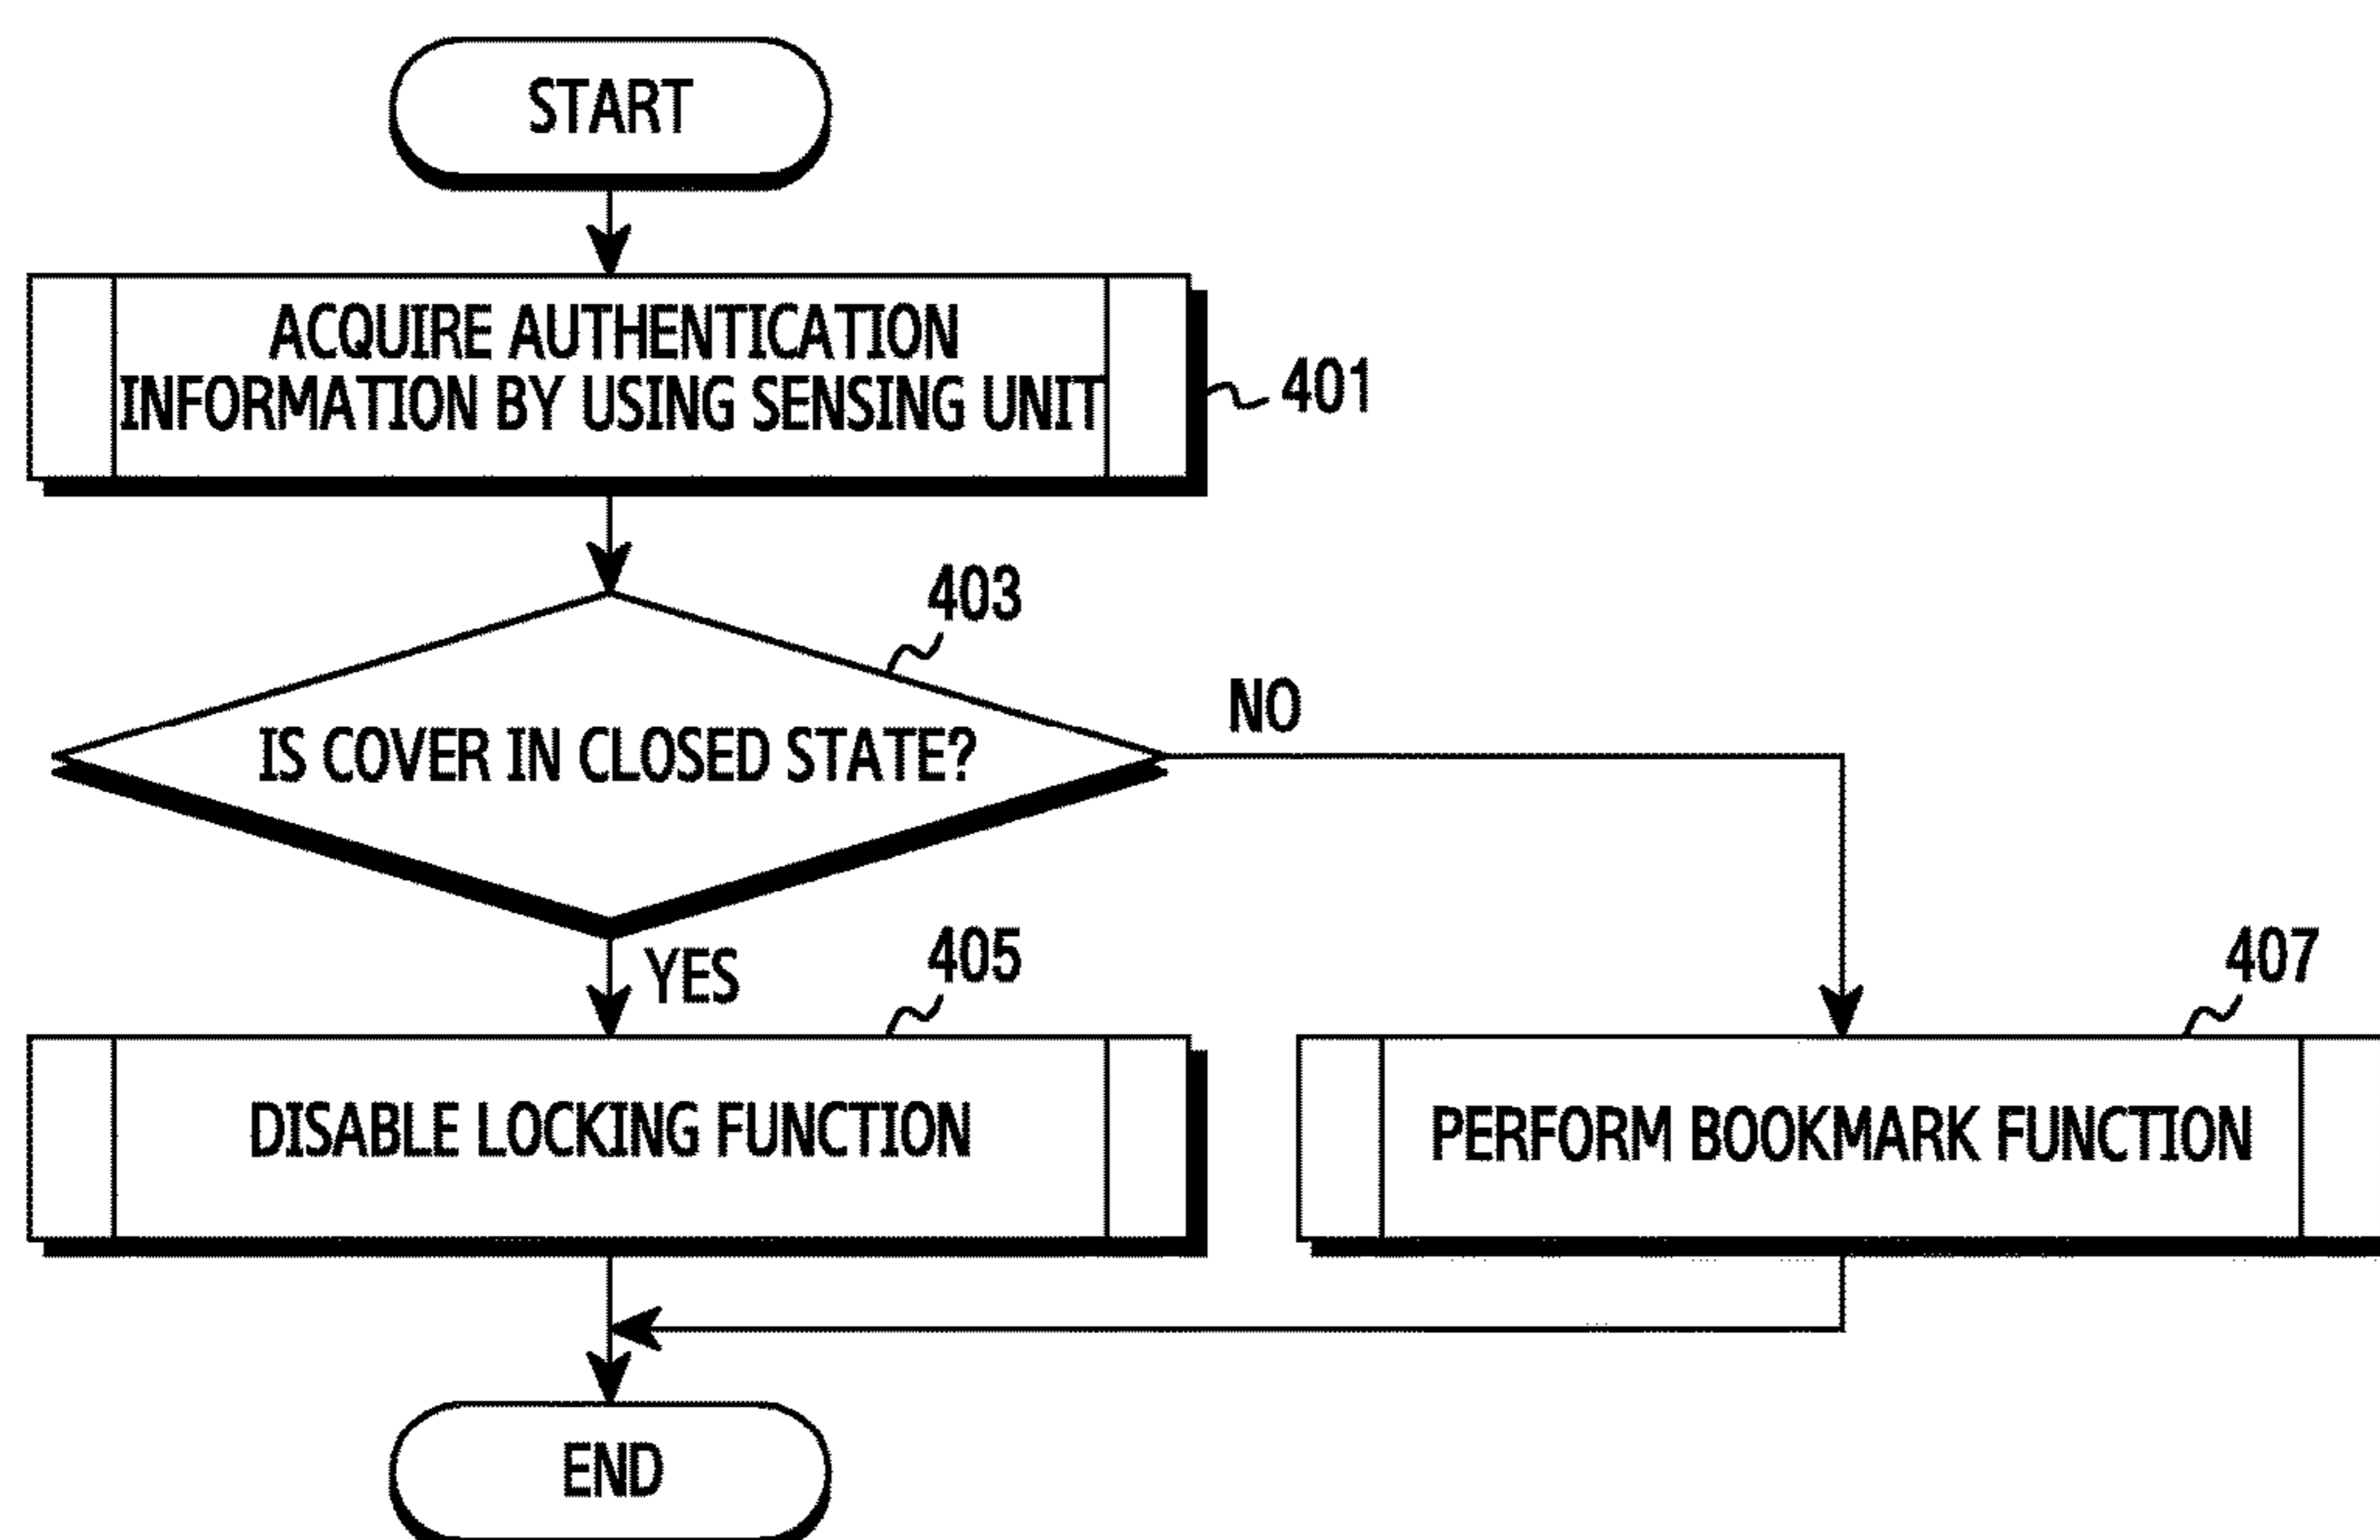 START
ACQUIRE AUTHENTICATION
INFORMATION BY USING SENSING UNIT
401
403
IS COVER IN CLOSED STATE?
NO
YES
405
407
DISABLE LOCKING FUNCTION
PERFORM BOOKMARK FUNCTION
END